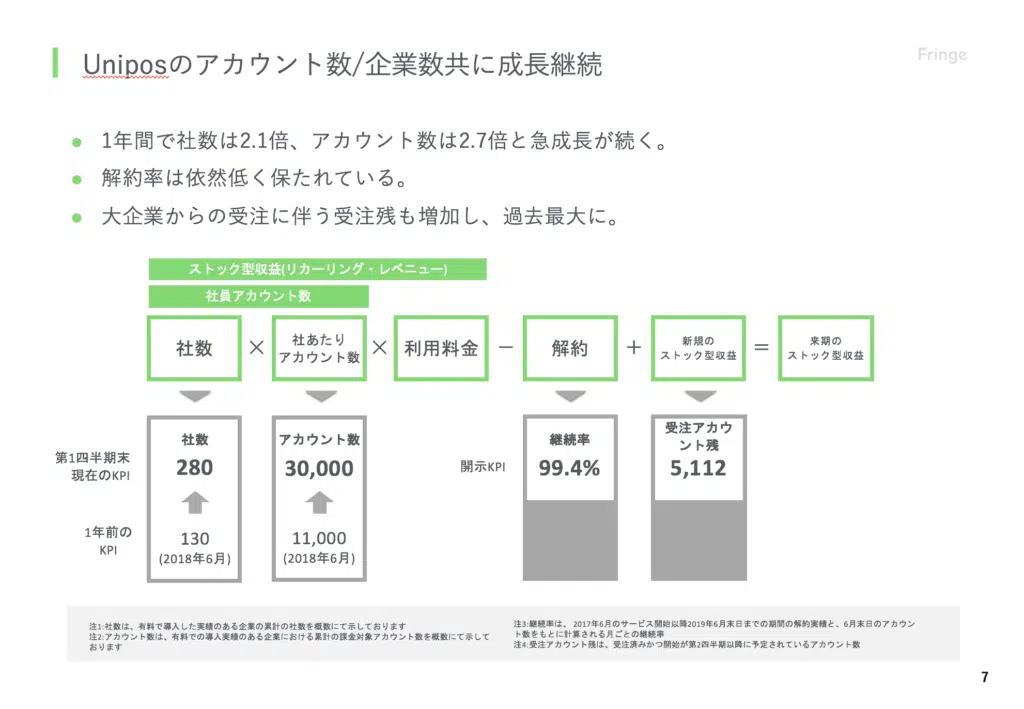 Uniposのアカウント数/企業数共に成長継続
Fringe
1年間で社数は2.1倍、アカウント数は2.7倍と急成長が続く。
解約率は依然低く保たれている。
大企業からの受注に伴う受注残も増加し、過去最大に。
ストック型収益(リカーリング・レベニュー)
社員アカウント数
社数
×
社あたり
アカウント数
×
利用料金
－
解約
＋
新規の
ストック型収益
＝
来期の
ストック型収益
第1四半期末
現在のKPI
社数
280
アカウント数
30,000
開示KPI
継続率
99.4%
受注アカウ
ント残
5,112
1年前の
KPI
130
(2018年6月)
11,000
(2018年6月)
注1:社数は、有料で導入した実績のある企業の累計の社数を概数にて示しております
注2:アカウント数は、有料での導入実績のある企業における累計の課金対象アカウント数を概数にて示して
おります
注3:継続率は、2017年6月のサービス開始以降2019年6月末日までの期間の解約実績と、6月末日のアカウン
ト数をもとに計算される月ごとの継続率
注4:受注アカウント残は、受注済みかつ開始が第2四半期以降に予定されているアカウント数
7